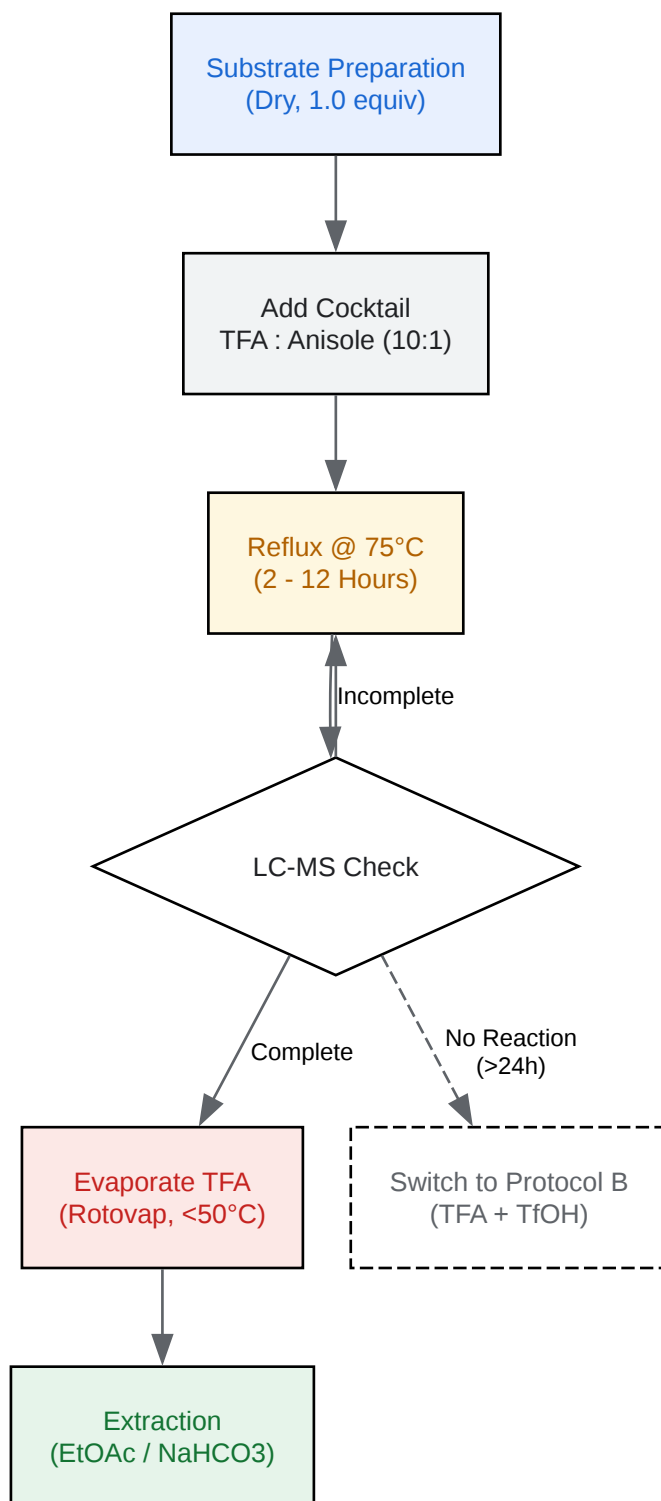 Substrate Preparation
(Dry, 1.0 equiv)
Add Cocktail
TFA : Anisole (10:1)
Reflux @ 75°C
(2 - 12 Hours)
Incomplete
LC-MS Check
Complete
No Reaction
(>24h)
Evaporate TFA
(Rotovap, <50°C)
Switch to Protocol B
(TFA + TfOH)
Extraction
(EtOAc / NaHCO3)